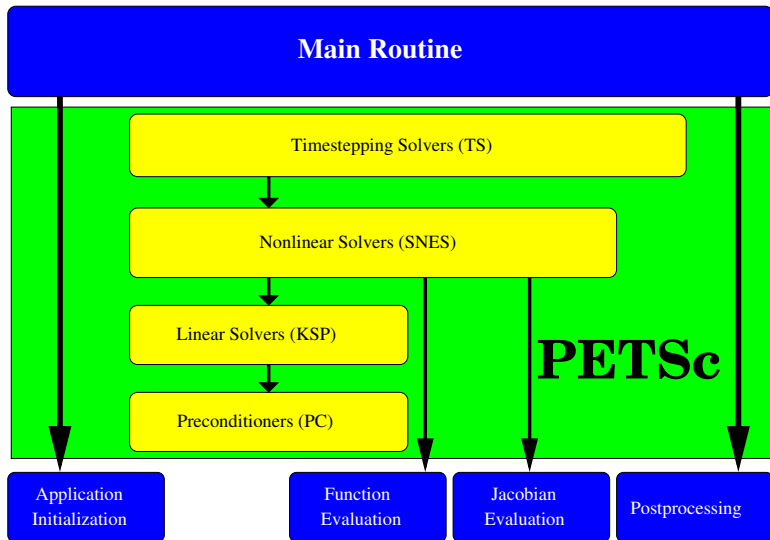 Main Routine
Timestepping Solvers (TS)
Nonlinear Solvers (SNES)
Linear Solvers (KSP)
PETSc
Preconditioners (PC)
Application
Initialization
Function
Evaluation
Jacobian
Evaluation
Postprocessing